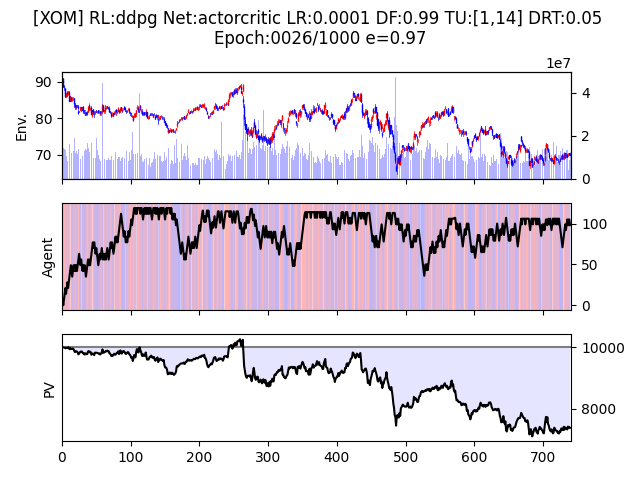 [XOM] RL:ddpg Net:actorcritic LR:0.0001 DF:0.99 TU:[1,14] DRT:0.05
Epoch:0026/1000 e=0.97
1e7
Env.
90
80
70
4
2
0
Agent
100
50
0
PV
10000
8000
0 100 200 300 400 500 600 700